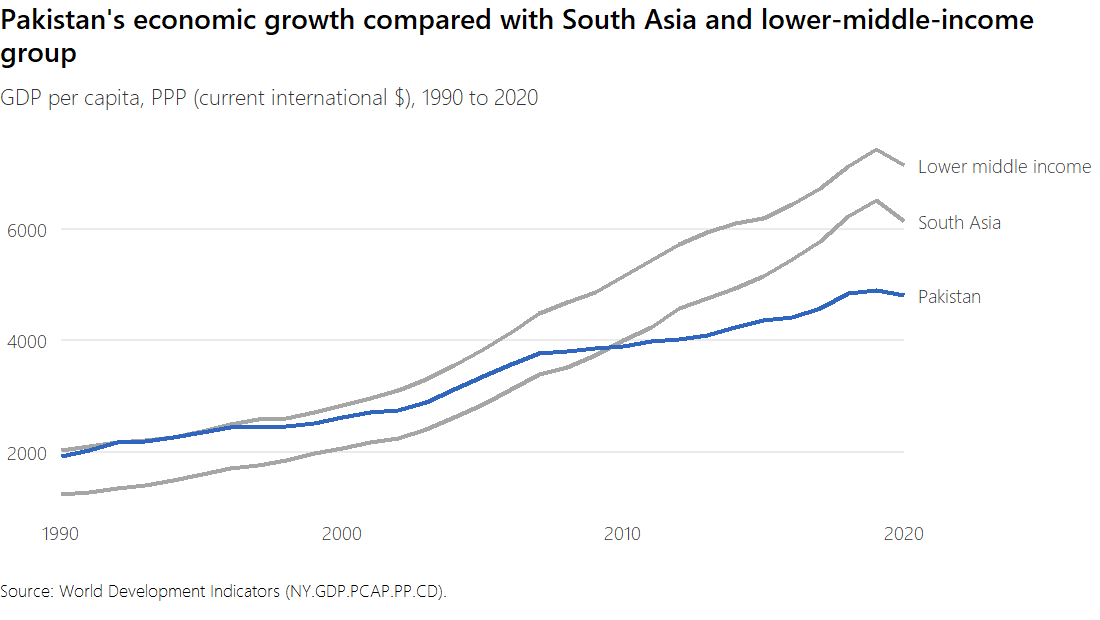 Pakistan's economic growth compared with South Asia and lower-middle-income
group
GDP per capita, PPP (current international $), 1990 to 2020
Lower middle income
6000
South Asia
Pakistan
4000
2000
1990 2000 2010 2020
Source: World Development Indicators (NY.GDP.PCAP.PP.CD).